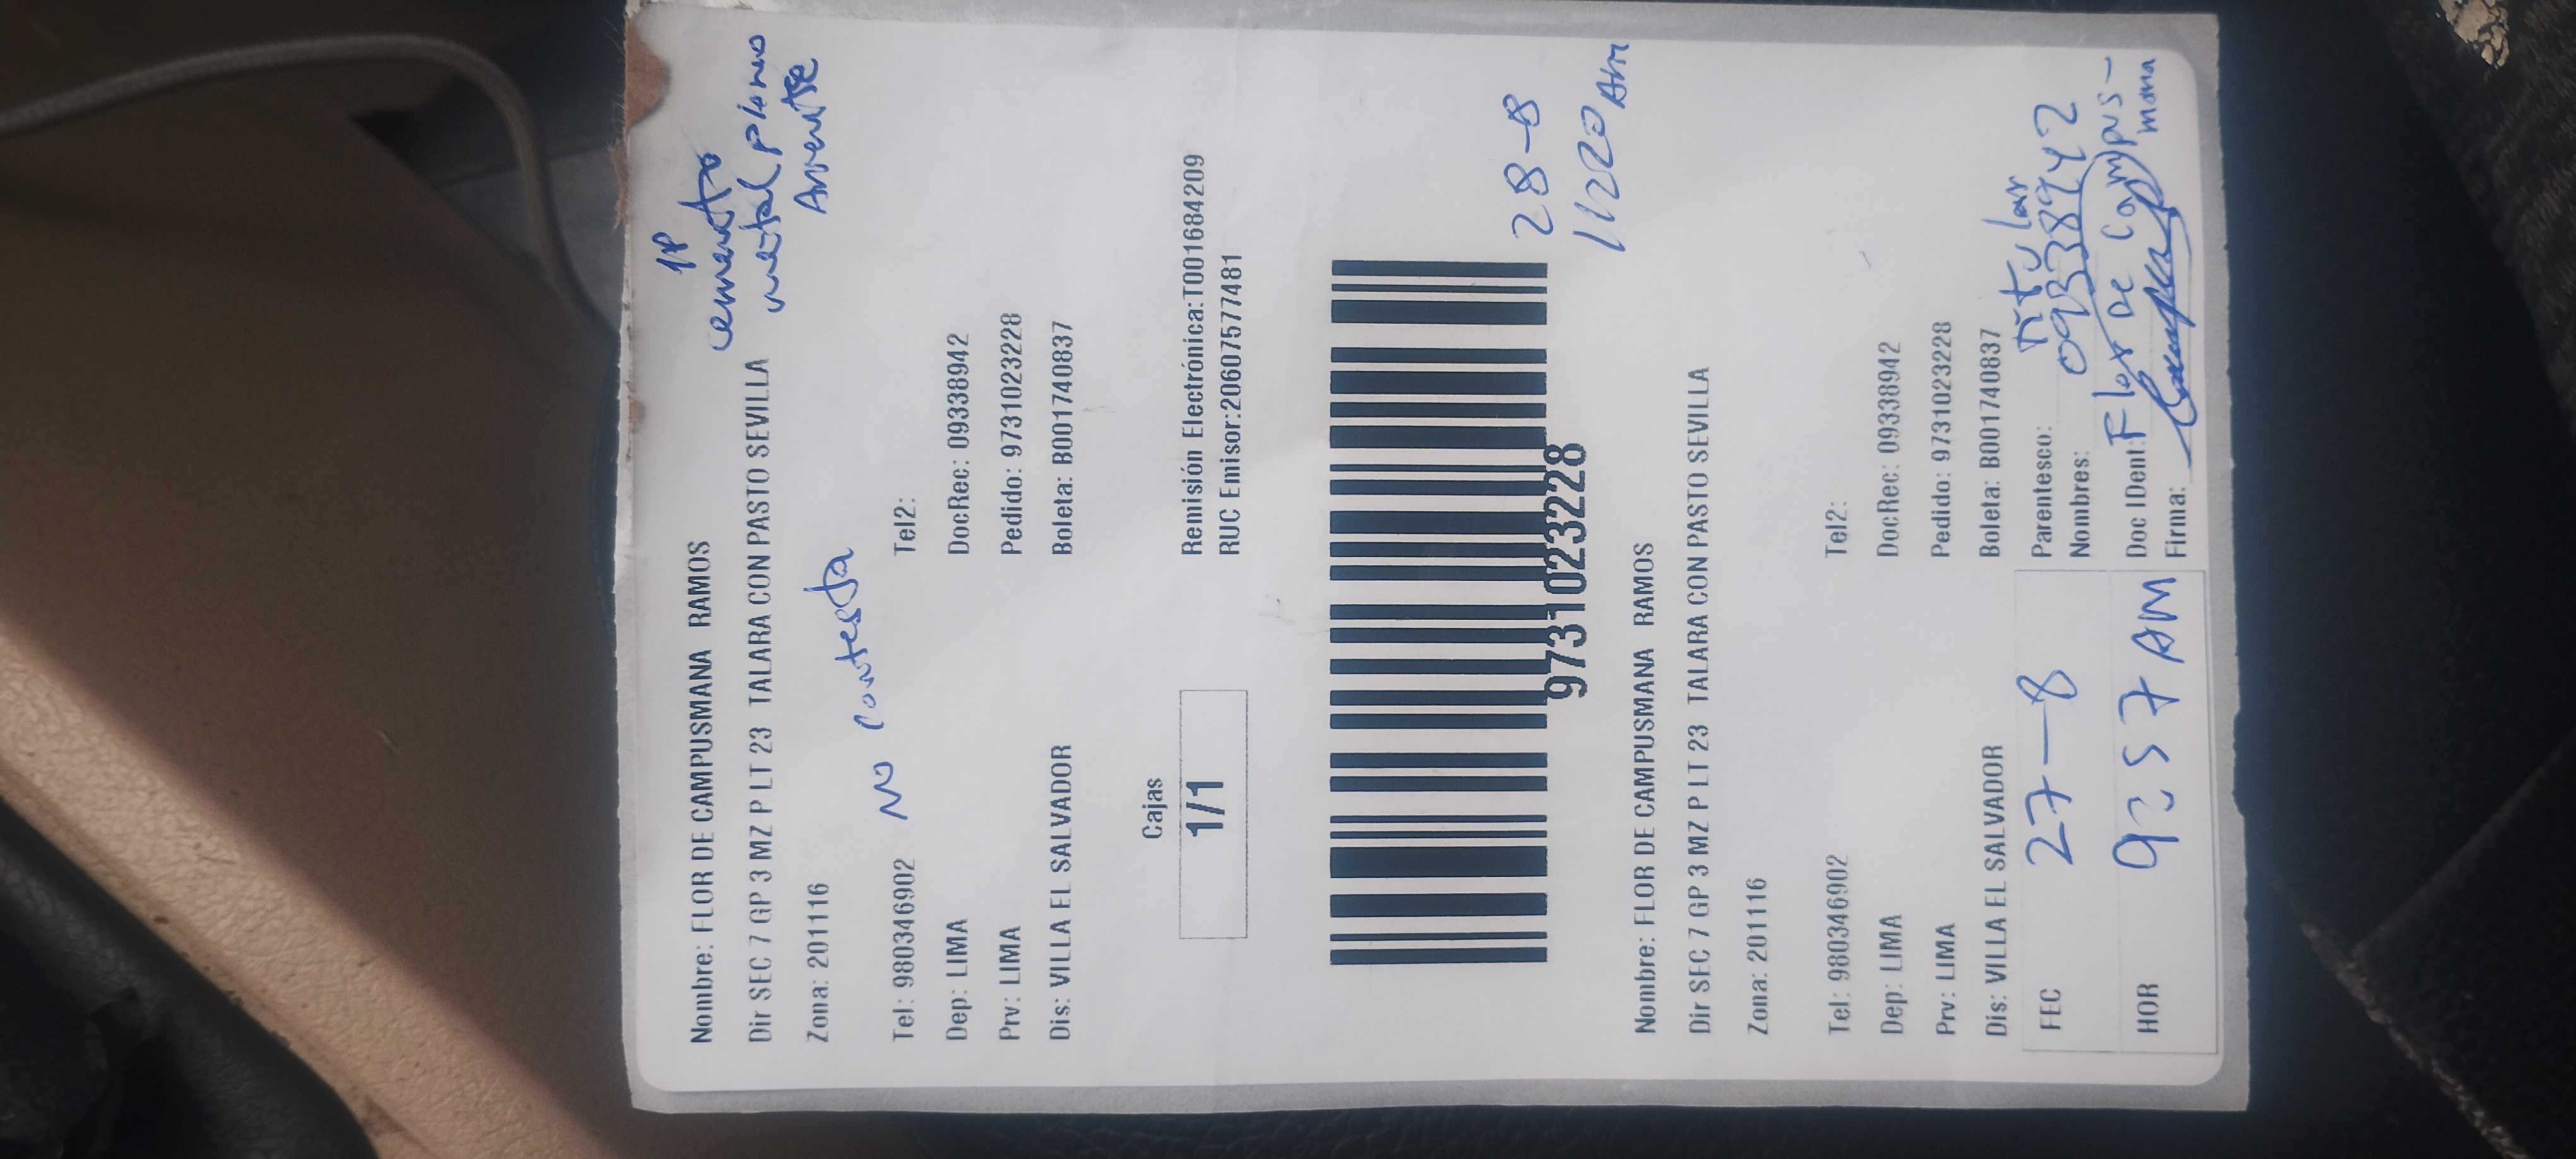 1P
cemento
metal plomo
Ausente
Nombre: FLOR DE CAMPUSMANA RAMOS
Dir SEC 7 GP 3 MZ P LT 23 TALARA CON PASTO SEVILLA
Zona: 201116
No contesta
Tel: 980346902 Tel2:
Dep: LIMA DocRec: 09338942
Prv: LIMA Pedido: 9731023228
Dis: VILLA EL SALVADOR Boleta: B001740837
Cajas
1/1
Remisión Electrónica:T001684209
RUC Emisor:20607577481
28-8
11:20 AM
9731023228
Nombre: FLOR DE CAMPUSMANA RAMOS
Dir SEC 7 GP 3 MZ P LT 23 TALARA CON PASTO SEVILLA
Zona: 201116
Tel: 980346902 Tel2:
Dep: LIMA DocRec: 09338942
Prv: LIMA Pedido: 9731023228
Dis: VILLA EL SALVADOR Boleta: B001740837
FEC 27-8 Parentesco: Titular
Nombres: 09338942
HOR 9:57 AM Doc IDent: Flor De Campus-
mana
Firma: